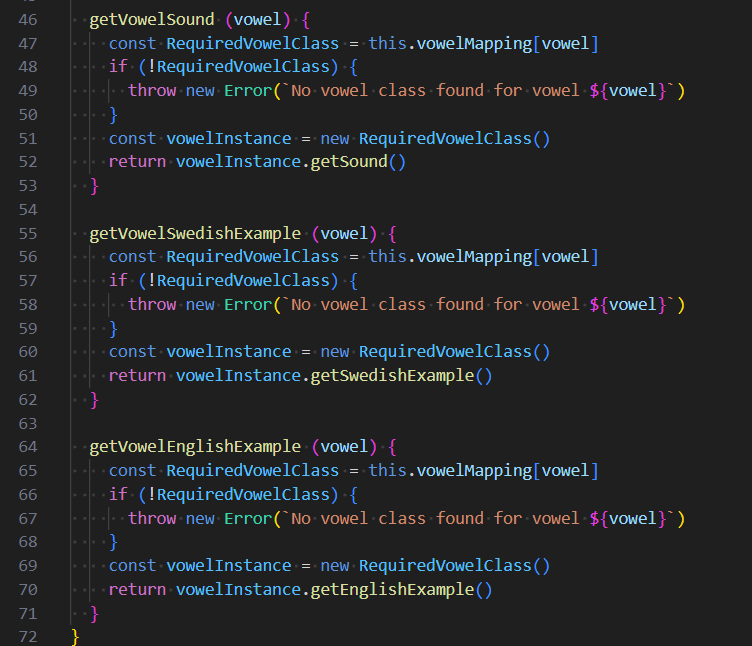 46 getVowelSound (vowel) {
47 const RequiredVowelClass = this.vowelMapping[vowel]
48 if (!RequiredVowelClass) {
49 throw new Error(`No vowel class found for vowel ${vowel}`)
50 }
51 const vowelInstance = new RequiredVowelClass()
52 return vowelInstance.getSound()
53 }
54
55 getVowelSwedishExample (vowel) {
56 const RequiredVowelClass = this.vowelMapping[vowel]
57 if (!RequiredVowelClass) {
58 throw new Error(`No vowel class found for vowel ${vowel}`)
59 }
60 const vowelInstance = new RequiredVowelClass()
61 return vowelInstance.getSwedishExample()
62 }
63
64 getVowelEnglishExample (vowel) {
65 const RequiredVowelClass = this.vowelMapping[vowel]
66 if (!RequiredVowelClass) {
67 throw new Error(`No vowel class found for vowel ${vowel}`)
68 }
69 const vowelInstance = new RequiredVowelClass()
70 return vowelInstance.getEnglishExample()
71 }
72 }